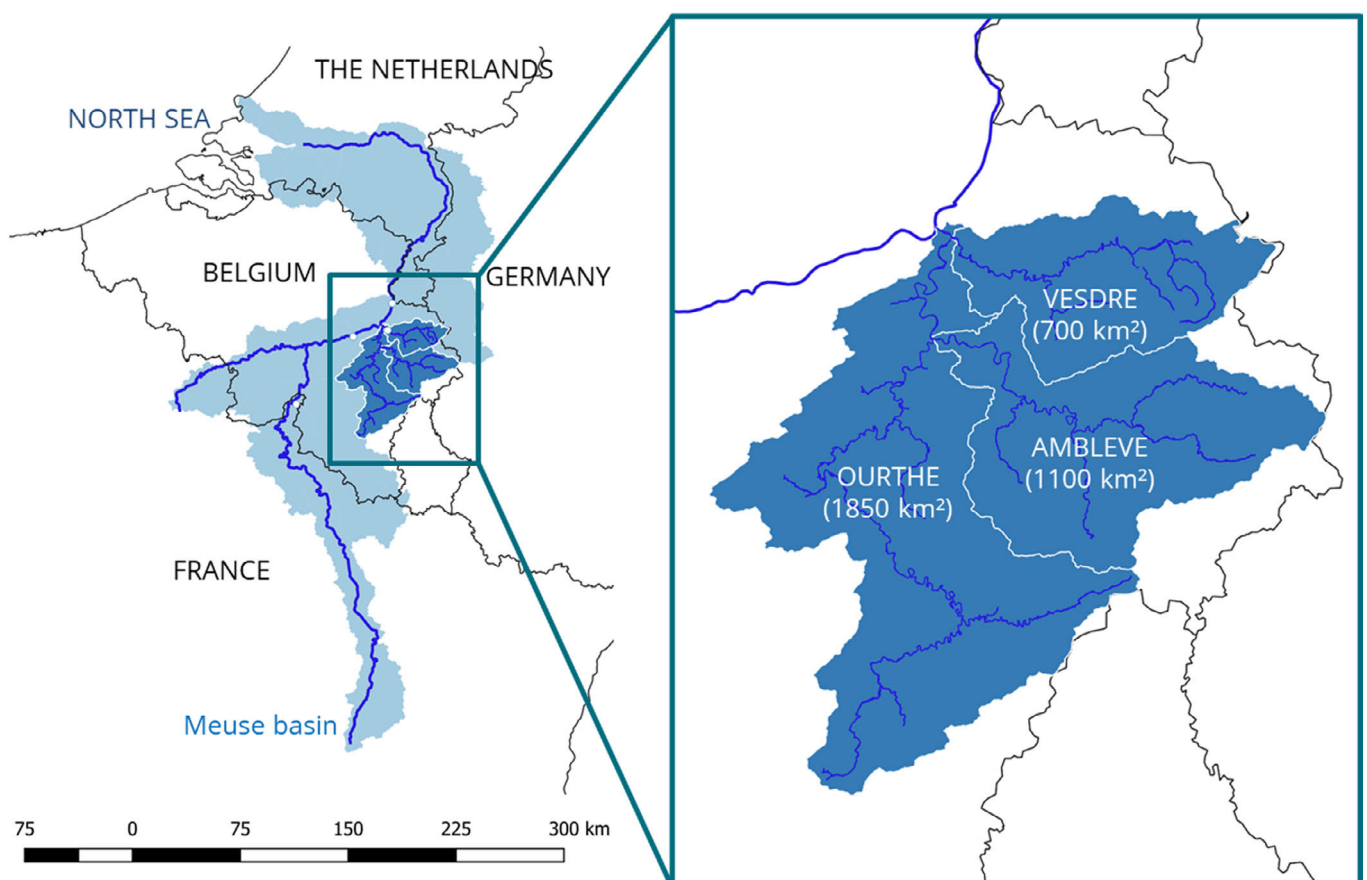 THE NETHERLANDS
NORTH SEA
BELGIUM
GERMANY
FRANCE
Meuse basin
75 0 75 150 225 300 km
VESDRE
(700 km²)
AMBLEVE
(1100 km²)
OURTHE
(1850 km²)